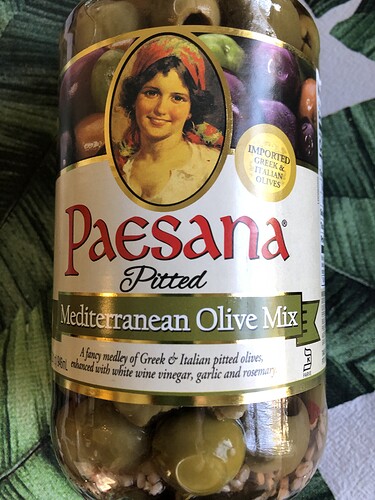 IMPORTED
GREEK &
ITALIAN
OLIVES
PAESANA®
Pitted
Mediterranean Olive Mix
A fancy medley of Greek & Italian pitted olives,
enhanced with white wine vinegar, garlic and rosemary